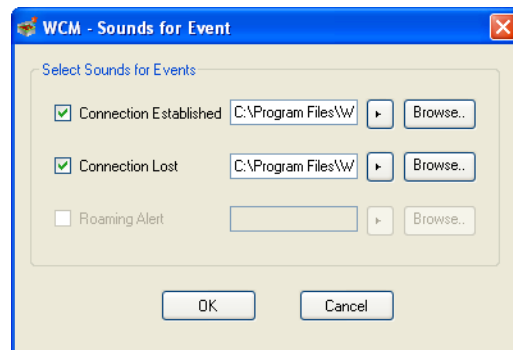 WCM - Sounds for Event
Select Sounds for Events
Connection Established C:\Program Files\W Browse..
Connection Lost C:\Program Files\W Browse..
Roaming Alert Browse..
OK Cancel